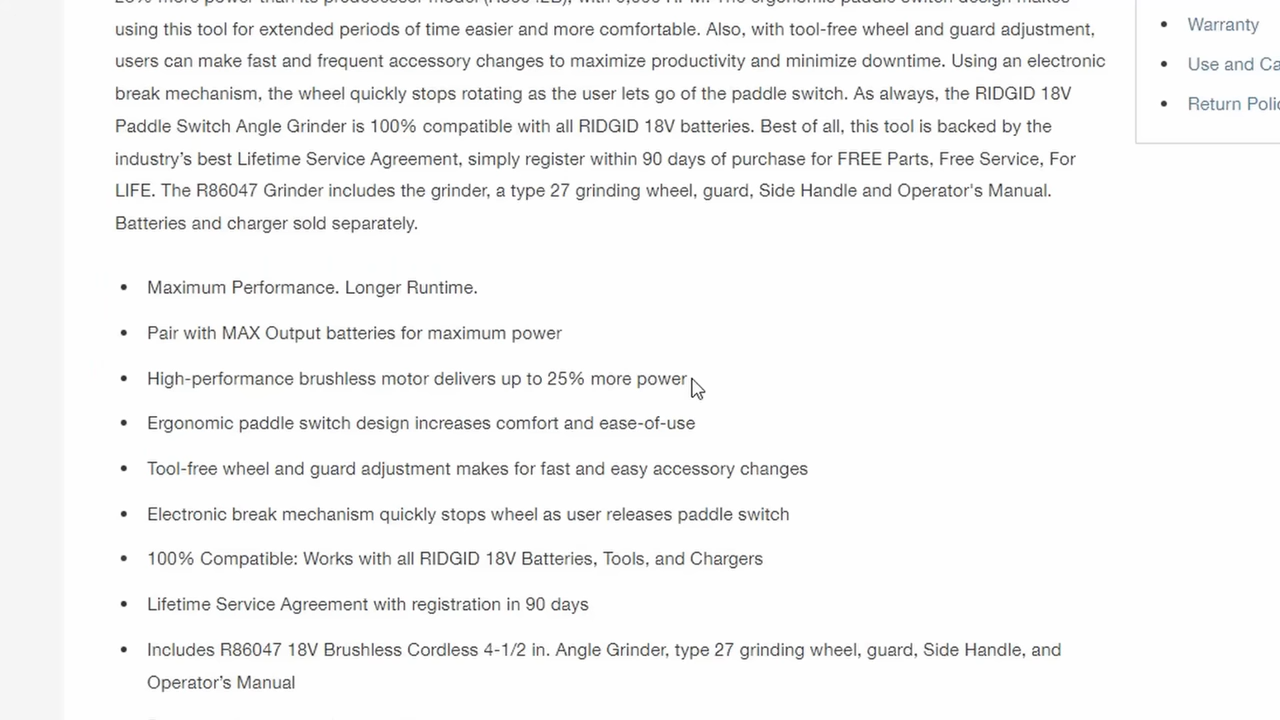 using this tool for extended periods of time easier and more comfortable. Also, with tool-free wheel and guard adjustment,
users can make fast and frequent accessory changes to maximize productivity and minimize downtime. Using an electronic
break mechanism, the wheel quickly stops rotating as the user lets go of the paddle switch. As always, the RIDGID 18V
Paddle Switch Angle Grinder is 100% compatible with all RIDGID 18V batteries. Best of all, this tool is backed by the
industry’s best Lifetime Service Agreement, simply register within 90 days of purchase for FREE Parts, Free Service, For
LIFE. The R86047 Grinder includes the grinder, a type 27 grinding wheel, guard, Side Handle and Operator's Manual.
Batteries and charger sold separately.
• Maximum Performance. Longer Runtime.
• Pair with MAX Output batteries for maximum power
• High-performance brushless motor delivers up to 25% more power
• Ergonomic paddle switch design increases comfort and ease-of-use
• Tool-free wheel and guard adjustment makes for fast and easy accessory changes
• Electronic break mechanism quickly stops wheel as user releases paddle switch
• 100% Compatible: Works with all RIDGID 18V Batteries, Tools, and Chargers
• Lifetime Service Agreement with registration in 90 days
• Includes R86047 18V Brushless Cordless 4-1/2 in. Angle Grinder, type 27 grinding wheel, guard, Side Handle, and
Operator’s Manual
• Warranty
• Use and Ca
• Return Poli